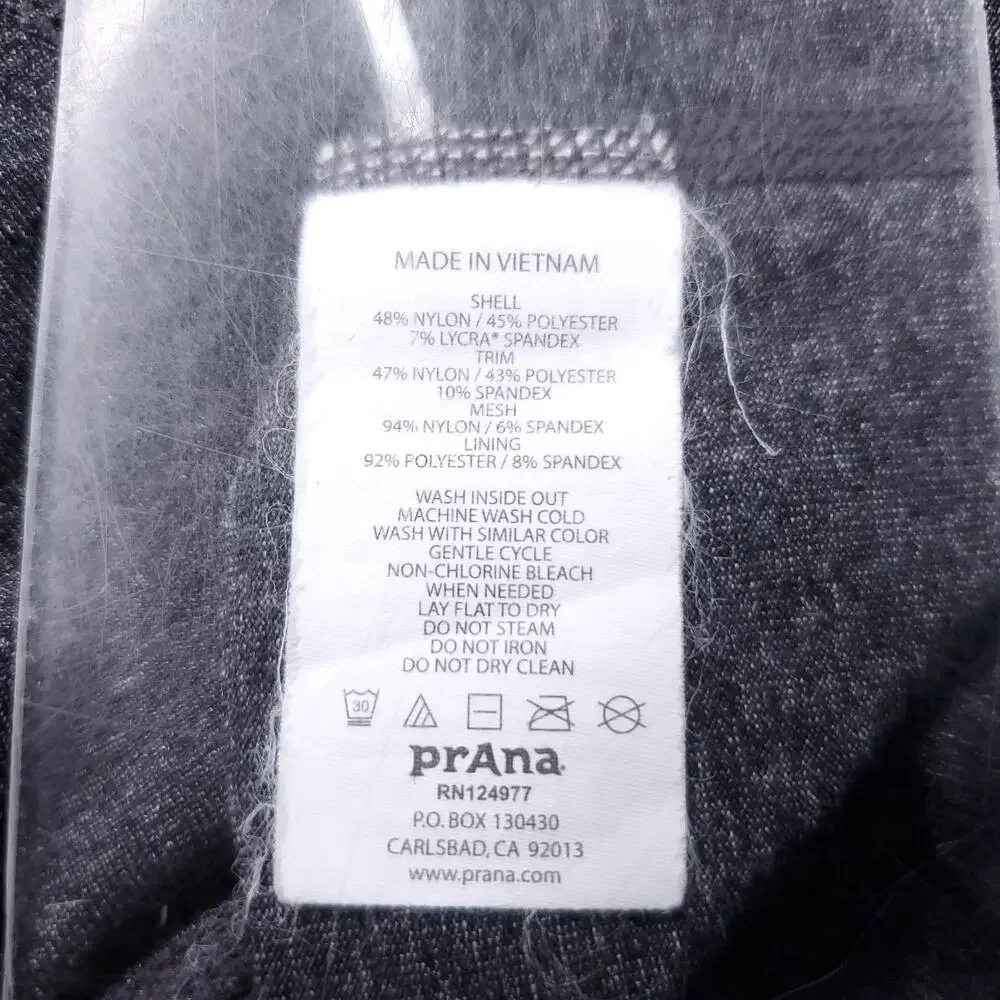 MADE IN VIETNAM
SHELL
48% NYLON / 45% POLYESTER
7% LYCRA® SPANDEX
TRIM
47% NYLON / 43% POLYESTER
10% SPANDEX
MESH
94% NYLON / 6% SPANDEX
LINING
92% POLYESTER / 8% SPANDEX
WASH INSIDE OUT
MACHINE WASH COLD
WASH WITH SIMILAR COLOR
GENTLE CYCLE
NON-CHLORINE BLEACH
WHEN NEEDED
LAY FLAT TO DRY
DO NOT STEAM
DO NOT IRON
DO NOT DRY CLEAN
30
prAna
RN124977
P.O. BOX 130430
CARLSBAD, CA 92013
www.prana.com